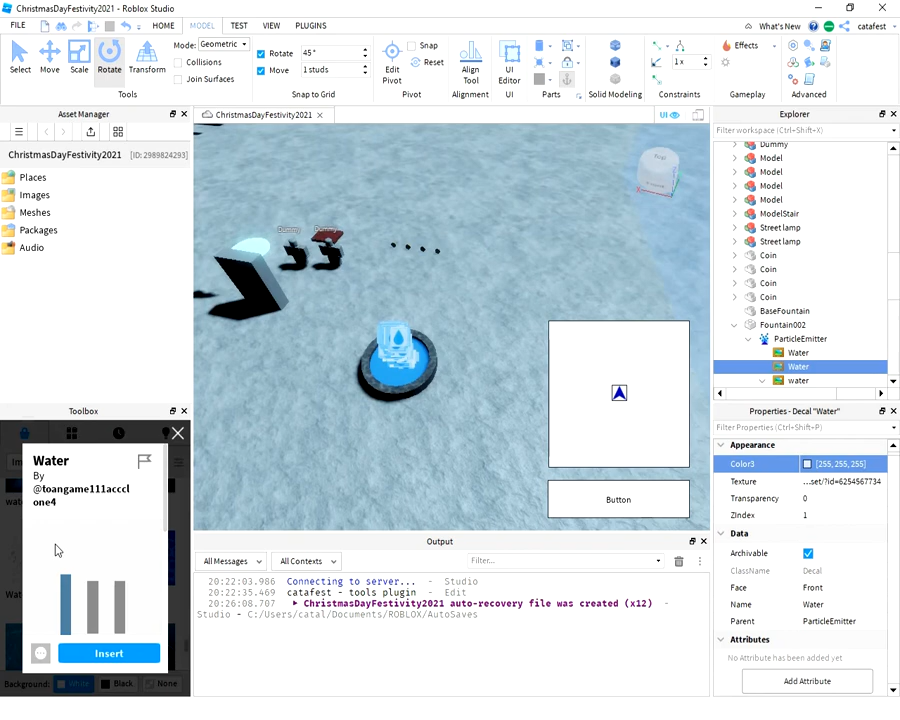 ChristmasDayFestivity2021 - Roblox Studio
FILE
HOME
MODEL
TEST
VIEW
PLUGINS
What's New
catafest
Select
Move
Scale
Rotate
Transform
Mode:
Geometric
Collisions
Join Surfaces
Tools
Rotate
45°
Move
1 studs
Snap to Grid
Edit
Pivot
Snap
Reset
Pivot
Align
Tool
Alignment
UI
Editor
UI
Parts
Solid Modeling
1 x
Constraints
Effects
Gameplay
Advanced
Asset Manager
ChristmasDayFestivity2021
[ID: 2989824293]
Places
Images
Meshes
Packages
Audio
ChristmasDayFestivity2021
UI
Dummy
Dummy
Button
Explorer
Filter workspace (Ctrl+Shift+X)
Dummy
Model
Model
Model
Model
ModelStair
Street lamp
Street lamp
Coin
Coin
Coin
Coin
BaseFountain
Fountain002
ParticleEmitter
Water
Water
water
Toolbox
Water
By
@toangame111acccl
one4
Insert
Background:
White
Black
None
Output
All Messages
All Contexts
Filter...
20:22:03.986 Connecting to server... - Studio
20:22:35.469 catafest - tools plugin - Edit
20:26:08.707 ChristmasDayFestivity2021 auto-recovery file was created (x12) -
Studio - C:/Users/catal/Documents/ROBLOX/AutoSaves
Properties - Decal "Water"
Filter Properties (Ctrl+Shift+P)
Appearance
Color3
[255, 255, 255]
Texture
...set/?id=6254567734
Transparency
0
ZIndex
1
Data
Archivable
ClassName
Decal
Face
Front
Name
Water
Parent
ParticleEmitter
Attributes
No Attribute has been added yet
Add Attribute